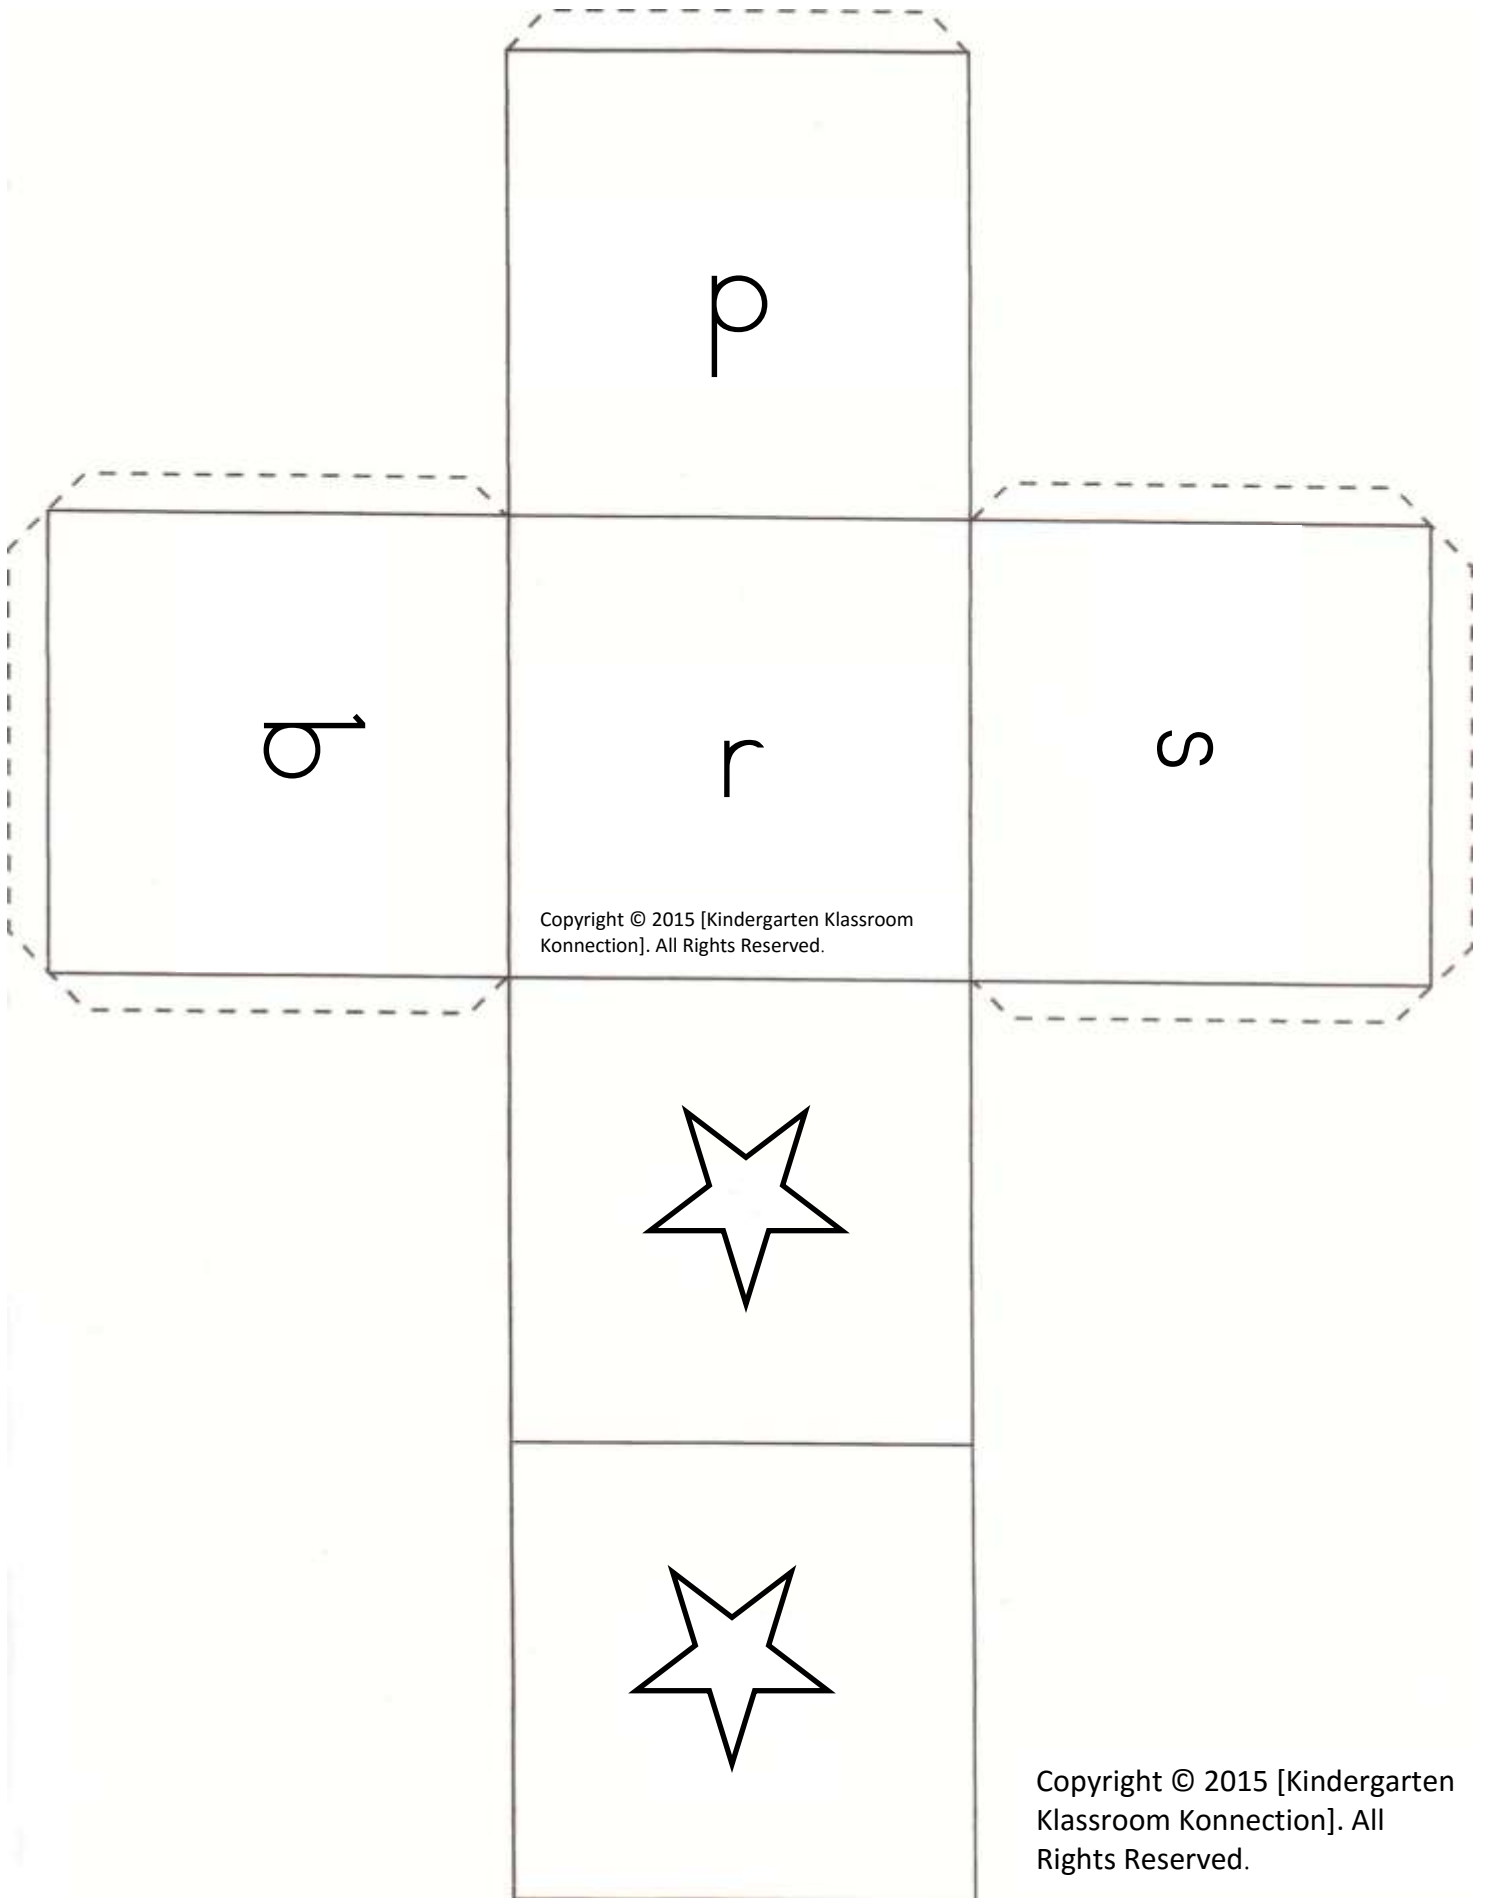 p
q
r
s
Copyright © 2015 [Kindergarten Klassroom
Konnection]. All Rights Reserved.
Copyright © 2015 [Kindergarten
Klassroom Konnection]. All
Rights Reserved.